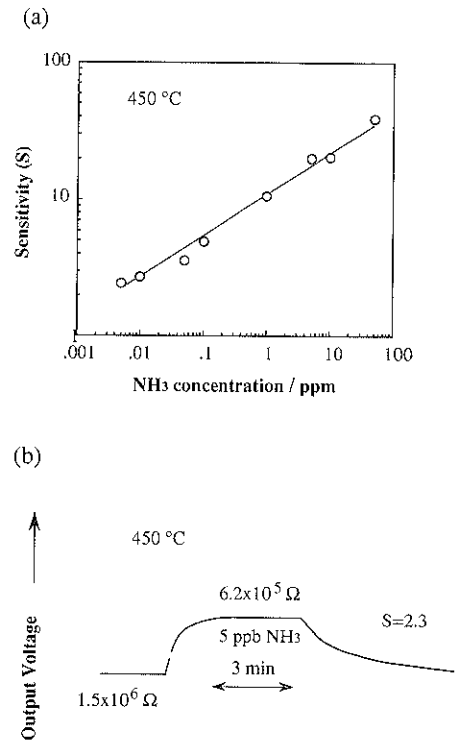 (a)
100
450 °C
10
Sensitivity (S)
1
.001 .01 .1 1 10 100
NH3 concentration / ppm
(b)
450 °C
6.2x10^5 Ω
S=2.3
5 ppb NH3
3 min
1.5x10^6 Ω
Output Voltage